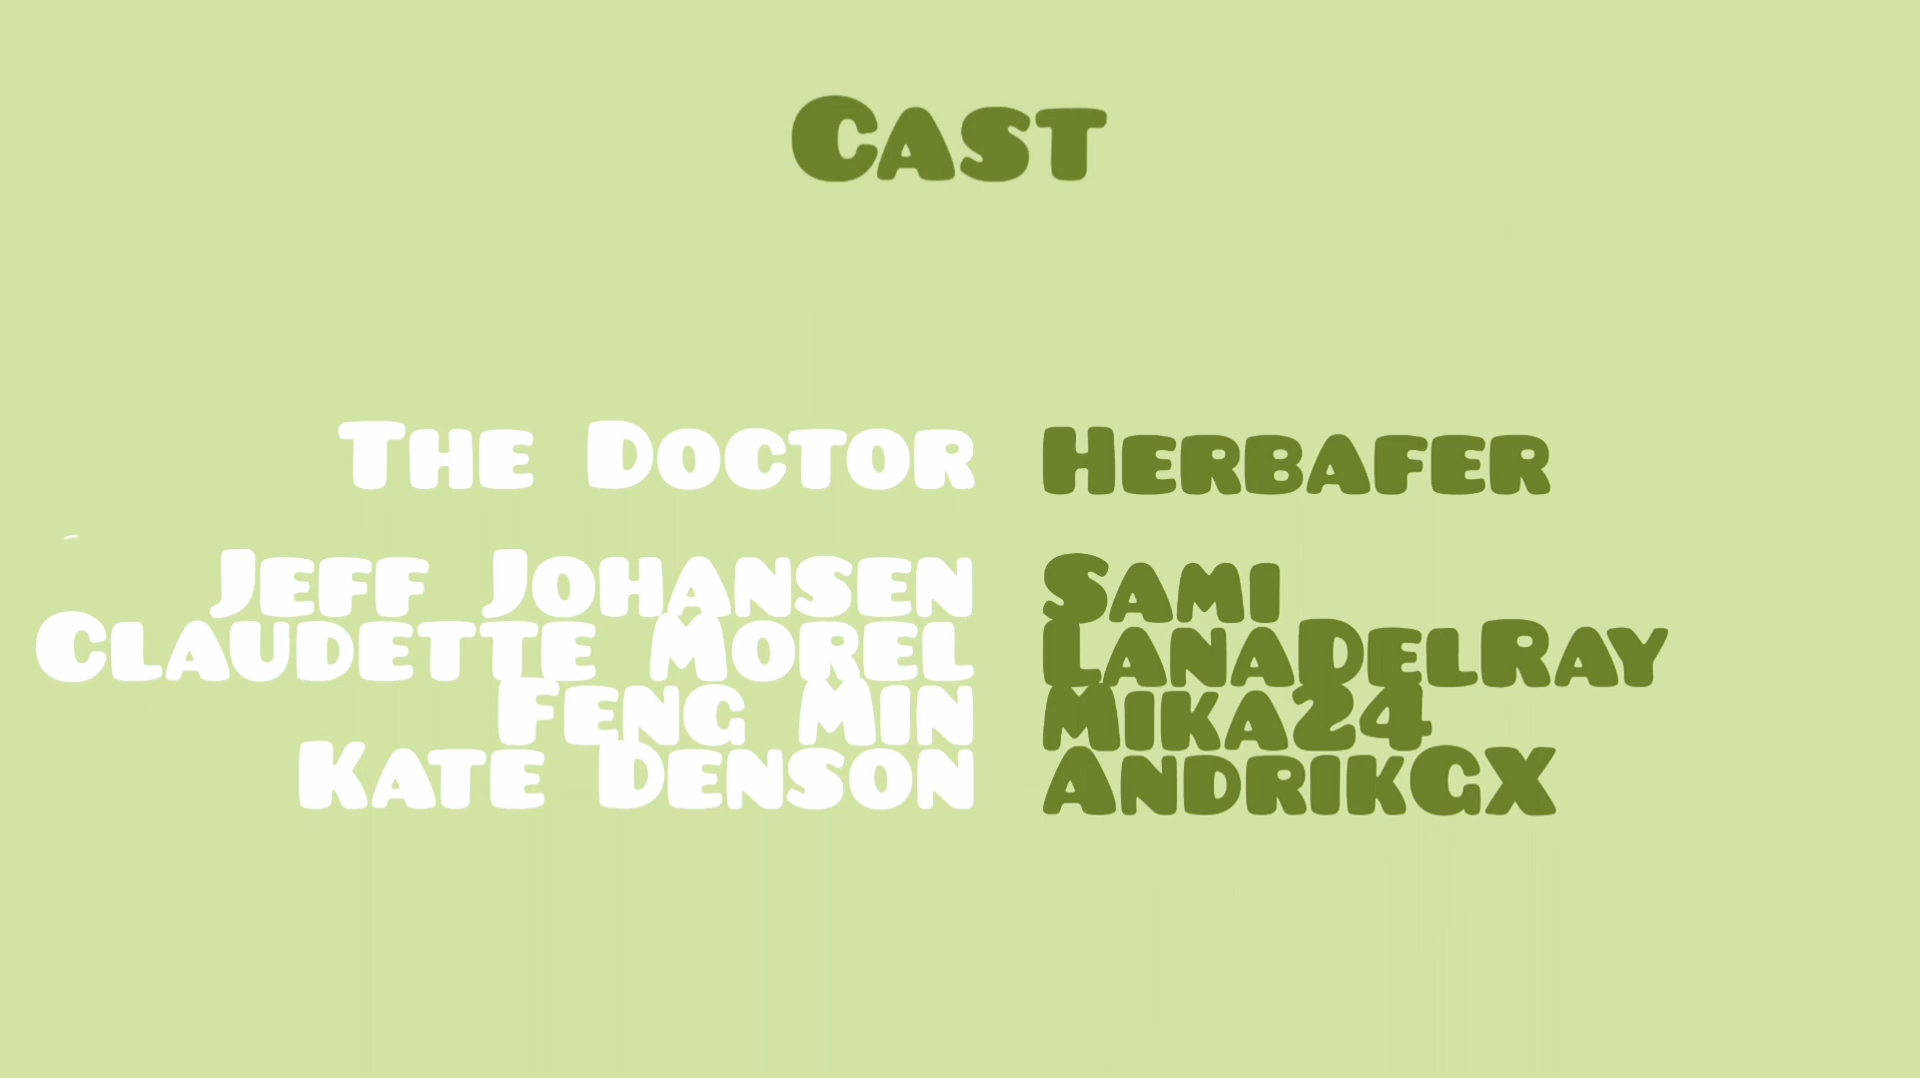 Cast
The Doctor Herbafer
Jeff Johansen Sami
Claudette Morel LanaDelRay
Feng Min Mika24
Kate Denson AndrikGX